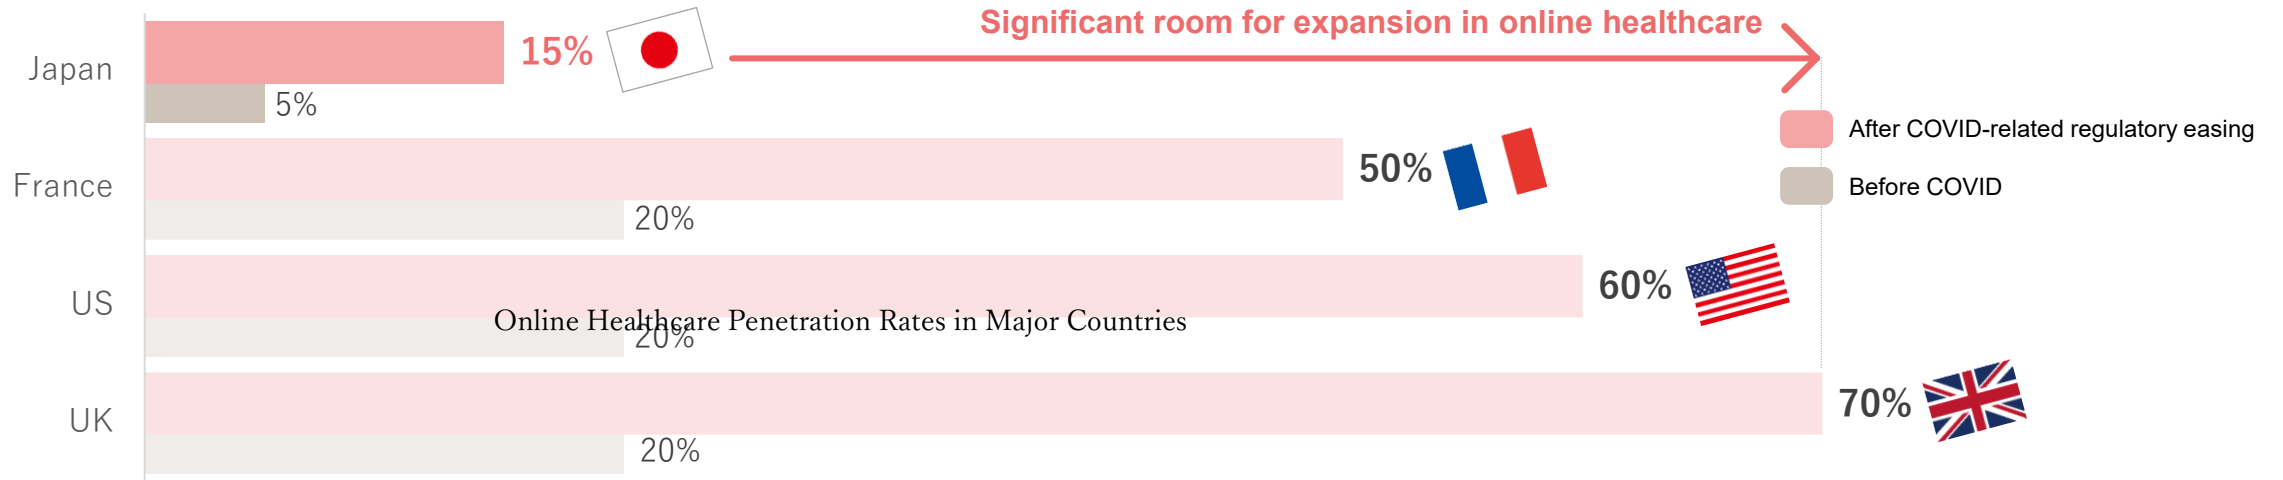 Significant room for expansion in online healthcare
Japan
15%
5%
After COVID-related regulatory easing
Before COVID
France
50%
20%
US
60%
Online Healthcare Penetration Rates in Major Countries
20%
UK
70%
20%